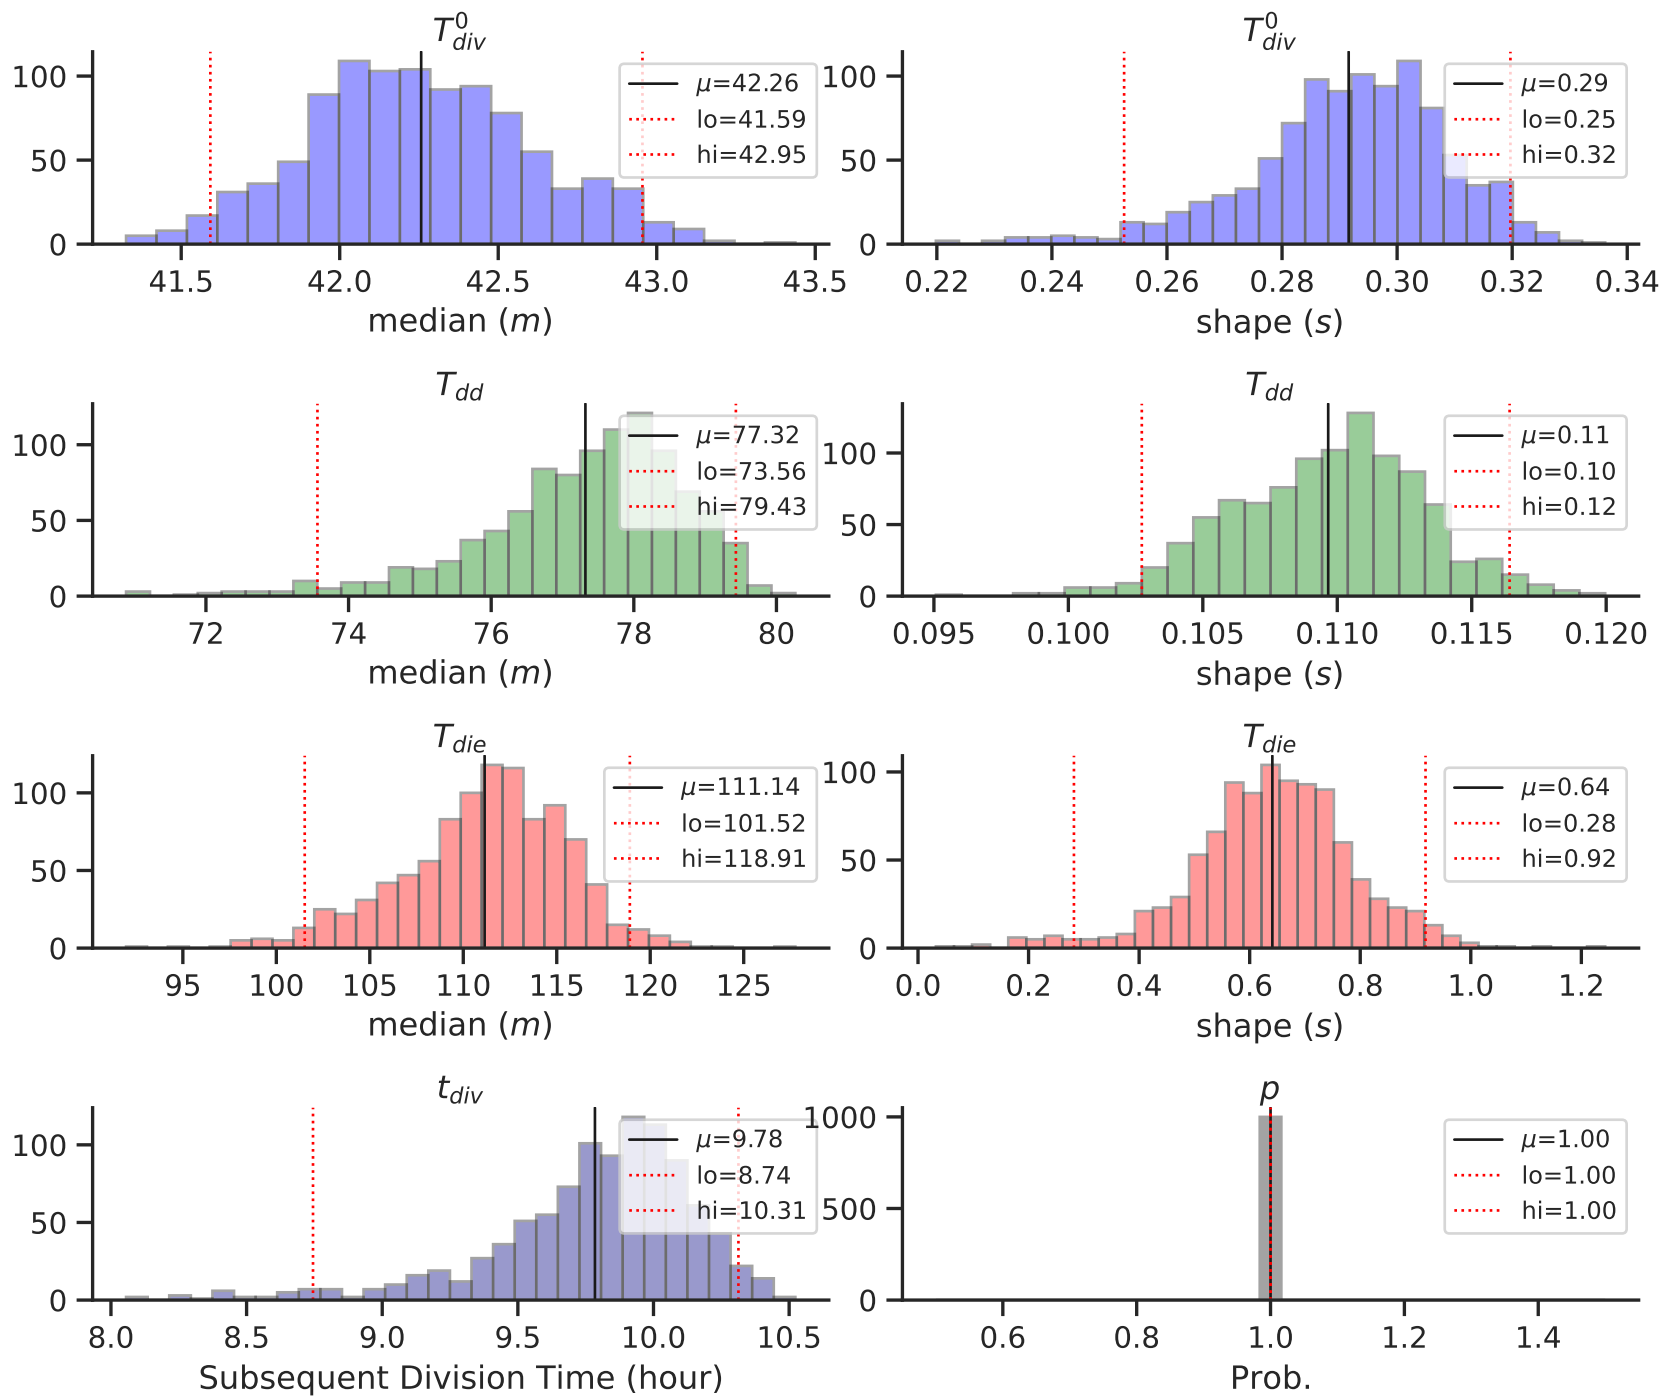 T⁰div
100
50
0
μ=42.26
lo=41.59
hi=42.95
41.5 42.0 42.5 43.0 43.5
median (m)
T⁰div
100
50
0
μ=0.29
lo=0.25
hi=0.32
0.22 0.24 0.26 0.28 0.30 0.32 0.34
shape (s)
Tdd
100
50
0
μ=77.32
lo=73.56
hi=79.43
72 74 76 78 80
median (m)
Tdd
100
50
0
μ=0.11
lo=0.10
hi=0.12
0.095 0.100 0.105 0.110 0.115 0.120
shape (s)
Tdie
100
50
0
μ=111.14
lo=101.52
hi=118.91
95 100 105 110 115 120 125
median (m)
Tdie
100
50
0
μ=0.64
lo=0.28
hi=0.92
0.0 0.2 0.4 0.6 0.8 1.0 1.2
shape (s)
tdiv
100
50
0
μ=9.78
lo=8.74
hi=10.31
8.0 8.5 9.0 9.5 10.0 10.5
Subsequent Division Time (hour)
p
1000
500
0
μ=1.00
lo=1.00
hi=1.00
0.6 0.8 1.0 1.2 1.4
Prob.